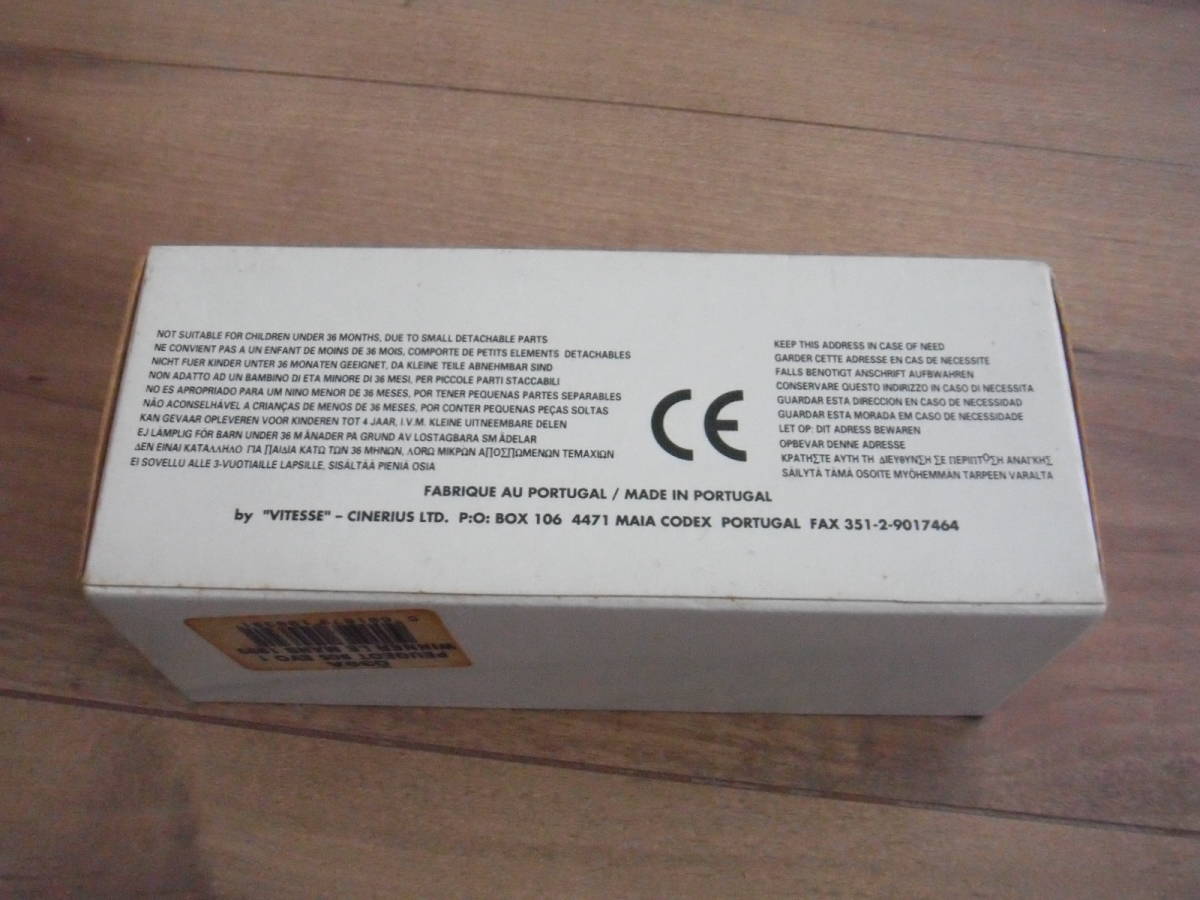 NOT SUITABLE FOR CHILDREN UNDER 36 MONTHS, DUE TO SMALL DETACHABLE PARTS
NE CONVIENT PAS A UN ENFANT DE MOINS DE 36 MOIS, COMPORTE DE PETITS ELEMENTS DETACHABLES
NICHT FUER KINDER UNTER 36 MONATEN GEEIGNET, DA KLEINE TEILE ABNEHMBAR SIND
NON ADATTO AD UN BAMBINO DI ETA MINORE DI 36 MESI, PER PICCOLE PARTI STACCABILI
NO ES APROPRIADO PARA UM NINO MENOR DE 36 MESES, POR TENER PEQUENAS PARTES SEPARABLES
NÃO ACONSELHÁVEL A CRIANÇAS DE MENOS DE 36 MESES, POR CONTER PEQUENAS PEÇAS SOLTAS
KAN GEVAAR OPLEVEREN VOOR KINDEREN TOT 4 JAAR, I.V.M. KLEINE UITNEEMBARE DELEN
EJ LÄMPLIG FÖR BARN UNDER 36 MÅNADER PÅ GRUND AV LOSTAGBARA SMÅDELAR
ΔΕΝ ΕΙΝΑΙ ΚΑΤΑΛΛΗΛΟ ΓΙΑ ΠΑΙΔΙΑ ΚΑΤΩ ΤΩΝ 36 ΜΗΝΩΝ, ΛΟΓΩ ΜΙΚΡΩΝ ΑΠΟΣΠΩΜΕΝΩΝ ΤΕΜΑΧΙΩΝ
EI SOVELLU ALLE 3-VUOTIAILLE LAPSILLE, SISÄLTÄÄ PIENIÄ OSIA
CE
KEEP THIS ADDRESS IN CASE OF NEED
GARDER CETTE ADRESSE EN CAS DE NECESSITE
FALLS BENOTIGT ANSCHRIFT AUFBWAHREN
CONSERVARE QUESTO INDIRIZZO IN CASO DI NECESSITA
GUARDAR ESTA DIRECCION EN CASO DE NECESSIDAD
GUARDAR ESTA MORADA EM CASO DE NECESSIDADE
LET OP: DIT ADRESS BEWAREN
OPBEVAR DENNE ADRESSE
ΚΡΑΤΗΣΤΕ ΑΥΤΗ ΤΗ ΔΙΕΥΘΥΝΣΗ ΣΕ ΠΕΡΙΠΤΩΣΗ ΑΝΑΓΚΗΣ
SÄILYTÄ TÄMÄ OSOITE MYÖHEMMÄN TARPEEN VARALTA
FABRIQUE AU PORTUGAL / MADE IN PORTUGAL
by "VITESSE" – CINERIUS LTD. P:O: BOX 106 4471 MAIA CODEX PORTUGAL FAX 351-2-9017464
PEUGEOT 905 EVO 1
WINNER LE MANS